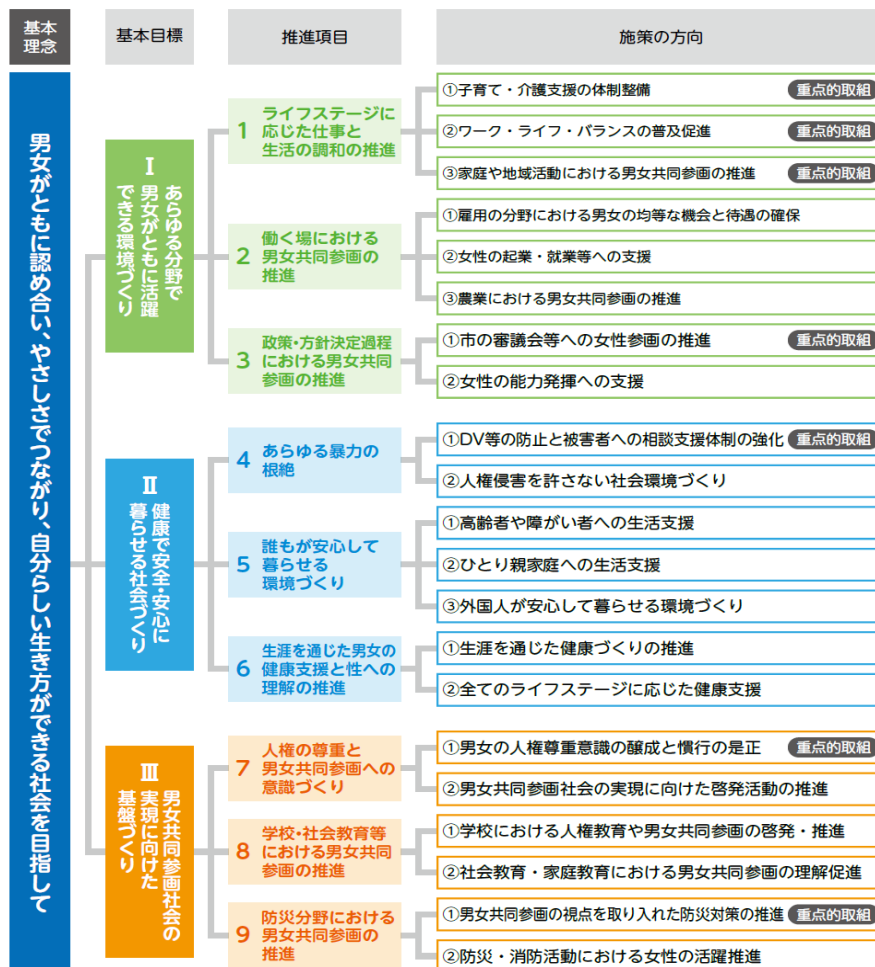 基本
理念
基本目標
推進項目
施策の方向
男女がともに認め合い、やさしさでつながり、自分らしい生き方ができる社会を目指して
Ⅰ
あらゆる分野で
男女がともに活躍
できる環境づくり
1
ライフステージに
応じた仕事と
生活の調和の推進
①子育て・介護支援の体制整備 重点的取組
②ワーク・ライフ・バランスの普及促進 重点的取組
③家庭や地域活動における男女共同参画の推進 重点的取組
2
働く場における
男女共同参画の
推進
①雇用の分野における男女の均等な機会と待遇の確保
②女性の起業・就業等への支援
③農業における男女共同参画の推進
3
政策・方針決定過程
における男女共同
参画の推進
①市の審議会等への女性参画の推進 重点的取組
②女性の能力発揮への支援
Ⅱ
健康で安全・安心に
暮らせる社会づくり
4
あらゆる暴力の
根絶
①DV等の防止と被害者への相談支援体制の強化 重点的取組
②人権侵害を許さない社会環境づくり
5
誰もが安心して
暮らせる
環境づくり
①高齢者や障がい者への生活支援
②ひとり親家庭への生活支援
③外国人が安心して暮らせる環境づくり
6
生涯を通じた男女の
健康支援と性への
理解の推進
①生涯を通じた健康づくりの推進
②全てのライフステージに応じた健康支援
Ⅲ
男女共同参画社会の
実現に向けた
基盤づくり
7
人権の尊重と
男女共同参画への
意識づくり
①男女の人権尊重意識の醸成と慣行の是正 重点的取組
②男女共同参画社会の実現に向けた啓発活動の推進
8
学校・社会教育等
における男女共同
参画の推進
①学校における人権教育や男女共同参画の啓発・推進
②社会教育・家庭教育における男女共同参画の理解促進
9
防災分野における
男女共同参画の
推進
①男女共同参画の視点を取り入れた防災対策の推進 重点的取組
②防災・消防活動における女性の活躍推進